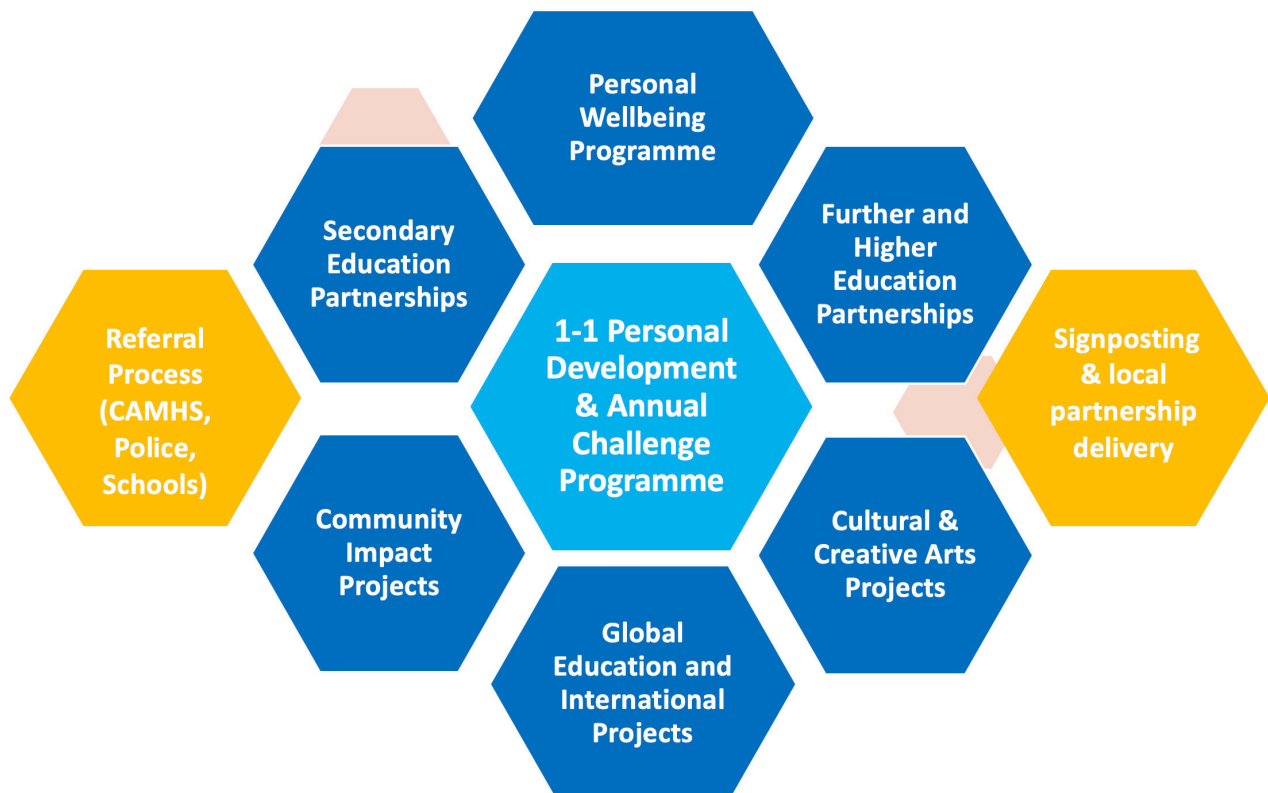 Personal
Wellbeing
Programme
Secondary
Education
Partnerships
Further and
Higher
Education
Partnerships
Referral
Process
(CAMHS,
Police,
Schools)
1-1 Personal
Development
& Annual
Challenge
Programme
Signposting
& local
partnership
delivery
Community
Impact
Projects
Cultural &
Creative Arts
Projects
Global
Education and
International
Projects